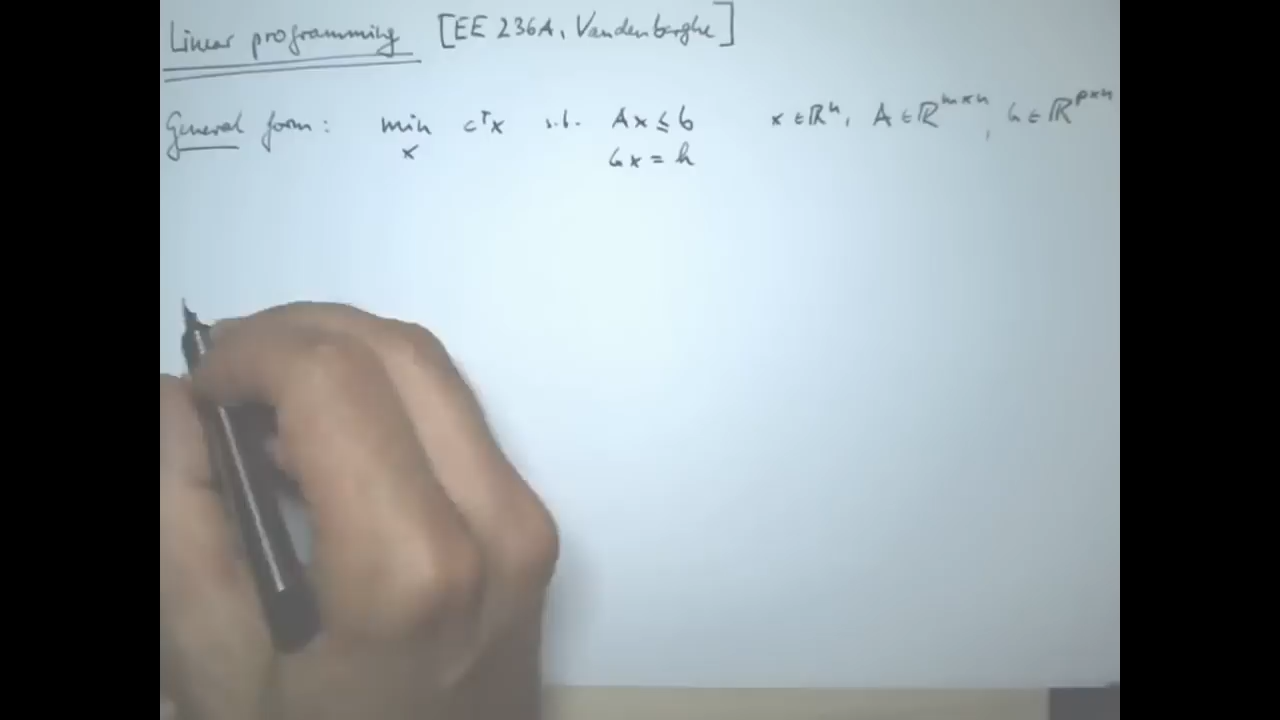 Linear programming [EE 236A, Vandenberghe]
General form: min c^T x s.t. Ax ≤ b x ∈ ℝ^n, A ∈ ℝ^{m×n}, G ∈ ℝ^{p×n}
x Gx = h